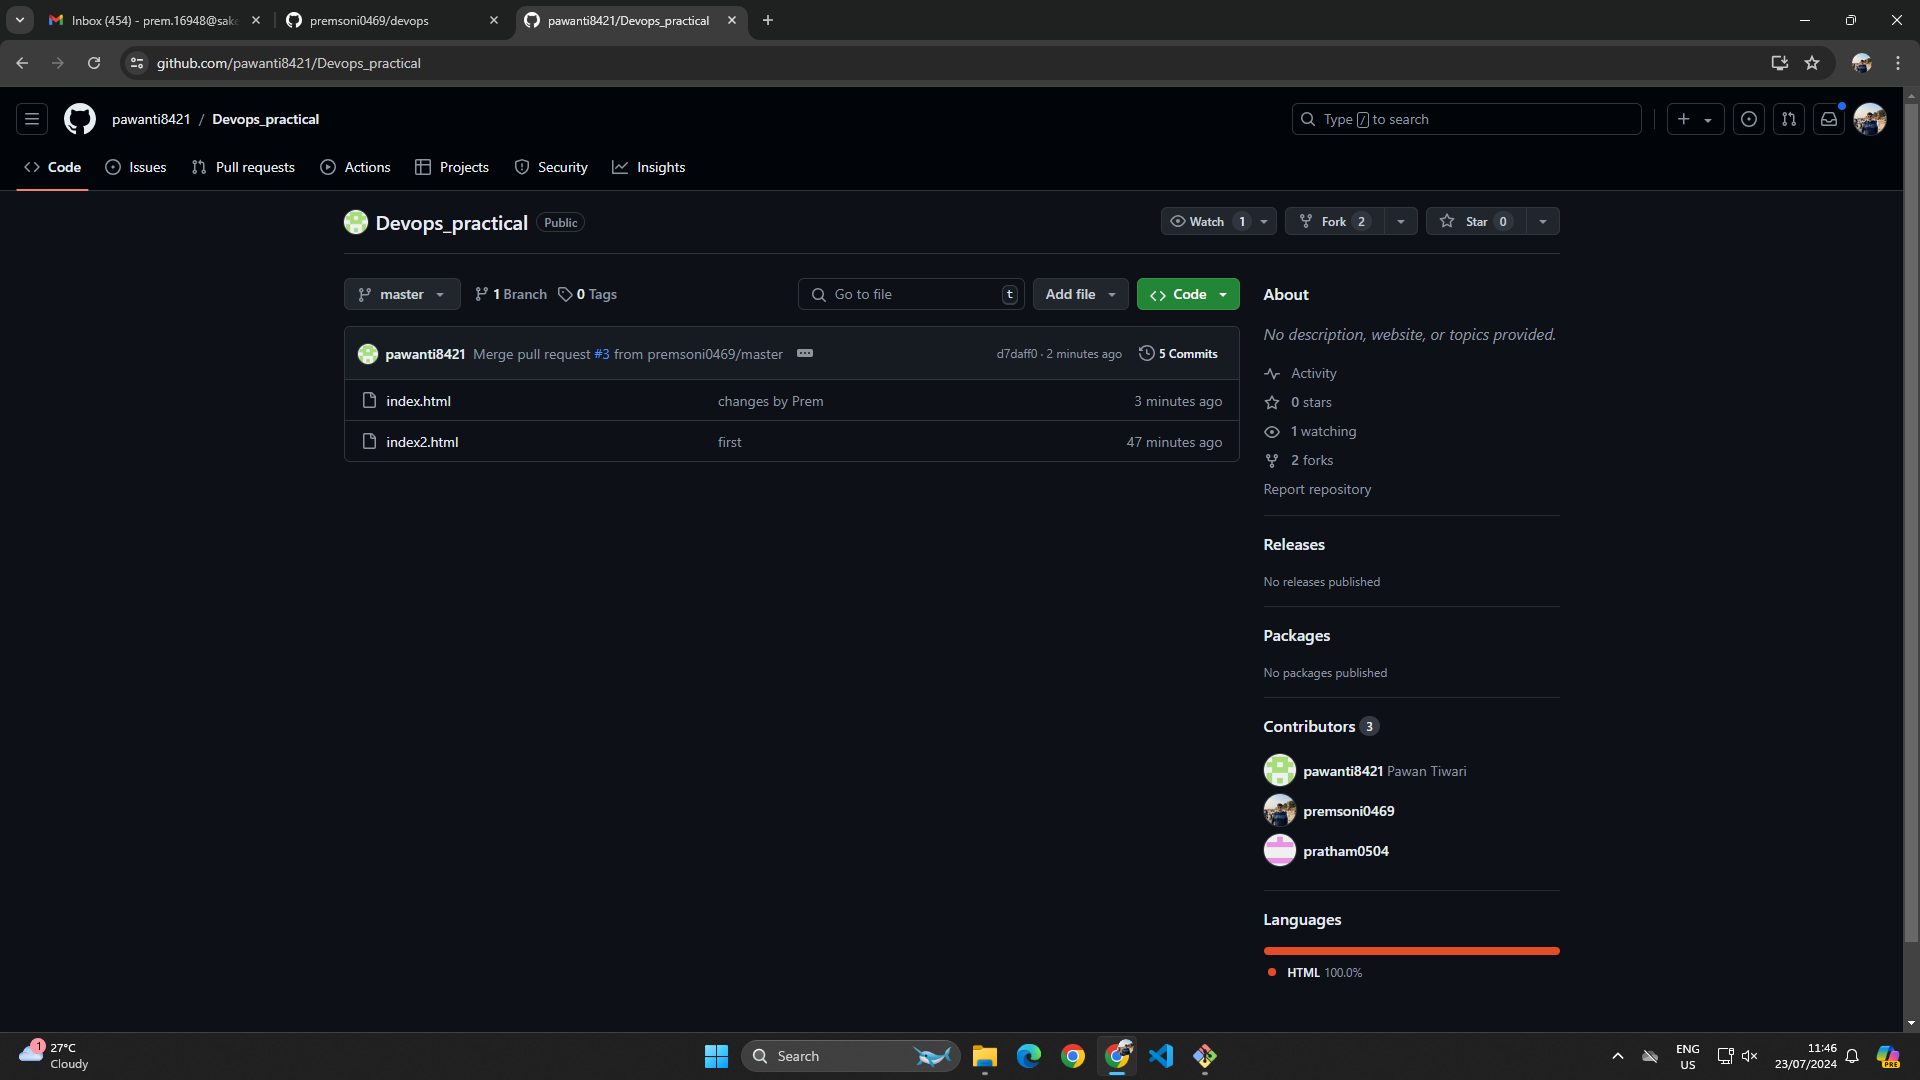 Inbox (454) - prem.16948@sake
premsoni0469/devops
pawanti8421/Devops_practical
github.com/pawanti8421/Devops_practical
pawanti8421 / Devops_practical
Type / to search
Code
Issues
Pull requests
Actions
Projects
Security
Insights
Devops_practical Public
Watch 1
Fork 2
Star 0
master
1 Branch
0 Tags
Go to file t
Add file
Code
pawanti8421 Merge pull request #3 from premsoni0469/master
d7daff0 · 2 minutes ago
5 Commits
index.html changes by Prem 3 minutes ago
index2.html first 47 minutes ago
About
No description, website, or topics provided.
Activity
0 stars
1 watching
2 forks
Report repository
Releases
No releases published
Packages
No packages published
Contributors 3
pawanti8421 Pawan Tiwari
premsoni0469
pratham0504
Languages
HTML 100.0%
1
27°C
Cloudy
Search
ENG
US
11:46
23/07/2024
PRE